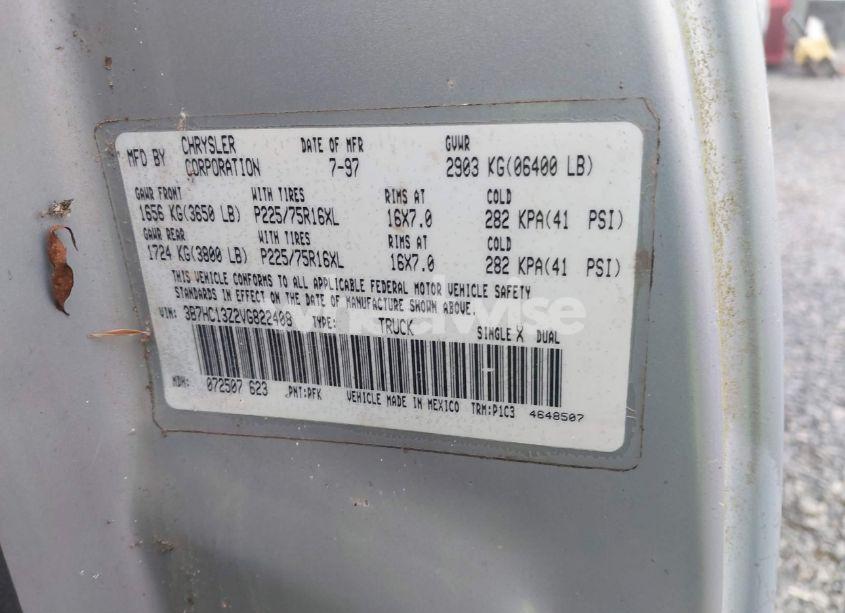 MFD BY CHRYSLER CORPORATION DATE OF MFR 7-97 GVWR 2903 KG(06400 LB)
GAWR FRONT WITH TIRES RIMS AT COLD
1656 KG(3650 LB) P225/75R16XL 16X7.0 282 KPA(41 PSI)
GAWR REAR WITH TIRES RIMS AT COLD
1724 KG(3800 LB) P225/75R16XL 16X7.0 282 KPA(41 PSI)
THIS VEHICLE CONFORMS TO ALL APPLICABLE FEDERAL MOTOR VEHICLE SAFETY
STANDARDS IN EFFECT ON THE DATE OF MANUFACTURE SHOWN ABOVE.
VIN: 3B7HC13Z2VG822408 TYPE: TRUCK SINGLE X DUAL
MDH: 072507 623 PNT:PFK VEHICLE MADE IN MEXICO TRM:P1C3 4648507